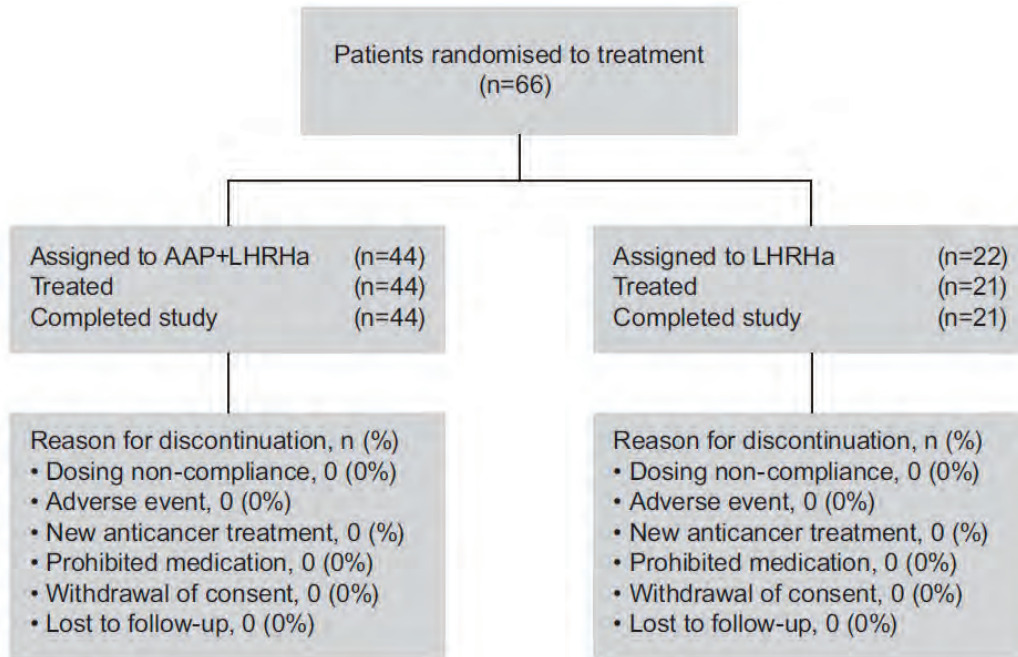 Patients randomised to treatment
(n=66)
Assigned to AAP+LHRHa (n=44)
Treated (n=44)
Completed study (n=44)
Assigned to LHRHa (n=22)
Treated (n=21)
Completed study (n=21)
Reason for discontinuation, n (%)
• Dosing non-compliance, 0 (0%)
• Adverse event, 0 (0%)
• New anticancer treatment, 0 (%)
• Prohibited medication, 0 (0%)
• Withdrawal of consent, 0 (0%)
• Lost to follow-up, 0 (0%)
Reason for discontinuation, n (%)
• Dosing non-compliance, 0 (0%)
• Adverse event, 0 (0%)
• New anticancer treatment, 0 (%)
• Prohibited medication, 0 (0%)
• Withdrawal of consent, 0 (0%)
• Lost to follow-up, 0 (0%)